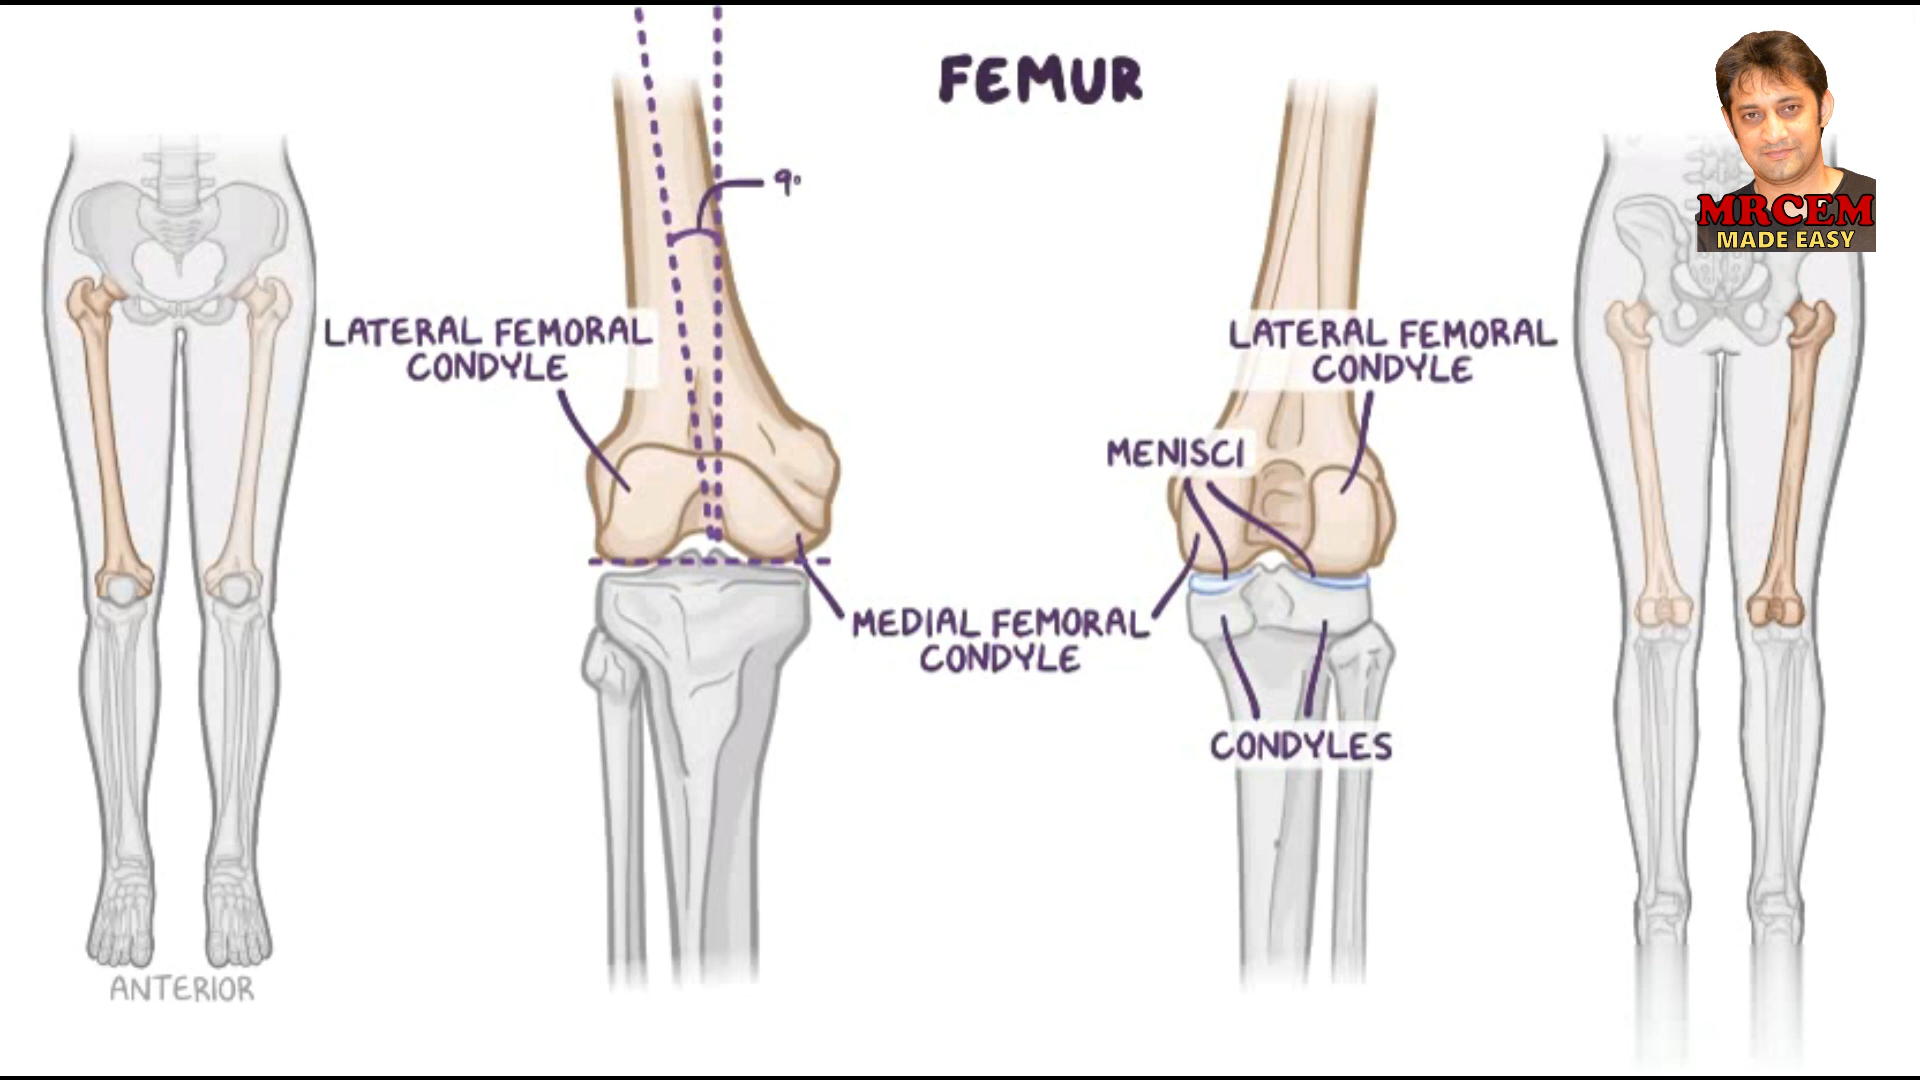 FEMUR
9°
LATERAL FEMORAL
CONDYLE
LATERAL FEMORAL
CONDYLE
MENISCI
MEDIAL FEMORAL
CONDYLE
CONDYLES
ANTERIOR
MRCEM
MADE EASY